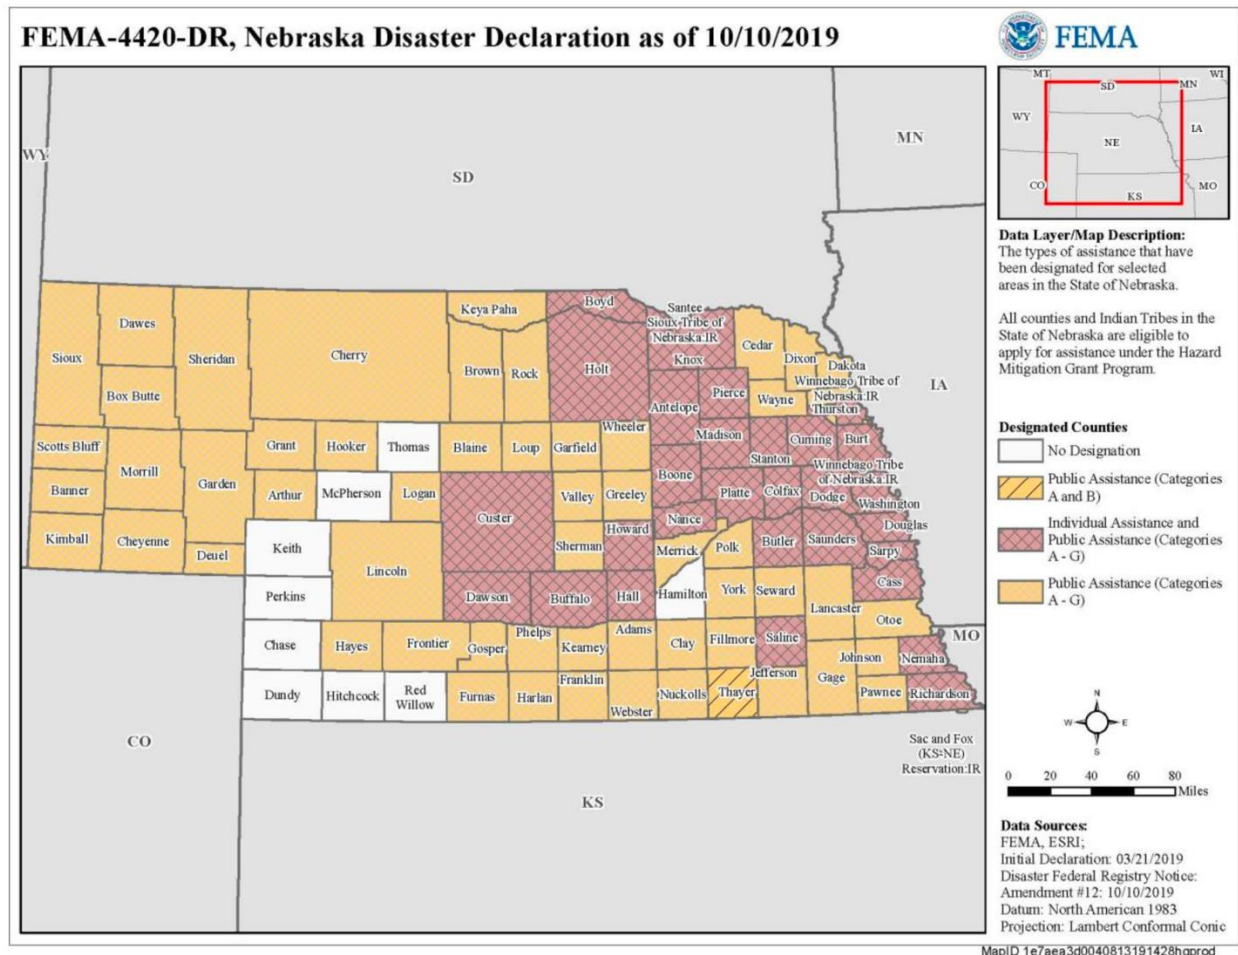 FEMA-4420-DR, Nebraska Disaster Declaration as of 10/10/2019
FEMA
MT
SD
MN
WI
WY
NE
IA
CO
KS
MO
Data Layer/Map Description:
The types of assistance that have
been designated for selected
areas in the State of Nebraska.
All counties and Indian Tribes in the
State of Nebraska are eligible to
apply for assistance under the Hazard
Mitigation Grant Program.
Designated Counties
No Designation
Public Assistance (Categories
A and B)
Individual Assistance and
Public Assistance (Categories
A - G)
Public Assistance (Categories
A - G)
N
W
E
S
0 20 40 60 80
Miles
Data Sources:
FEMA, ESRI;
Initial Declaration: 03/21/2019
Disaster Federal Registry Notice:
Amendment #12: 10/10/2019
Datum: North American 1983
Projection: Lambert Conformal Conic
MapID 1e7aea3d0040813191428hqprod
WY
SD
MN
IA
MO
CO
KS
Sioux
Dawes
Sheridan
Box Butte
Cherry
Keya Paha
Brown
Rock
Boyd
Holt
Santee
Sioux Tribe of
Nebraska:IR
Knox
Cedar
Dixon
Dakota
Winnebago Tribe of
Nebraska:IR
Thurston
Wayne
Pierce
Antelope
Scotts Bluff
Banner
Kimball
Morrill
Cheyenne
Garden
Deuel
Grant
Hooker
Thomas
Blaine
Loup
Garfield
Wheeler
Arthur
McPherson
Logan
Custer
Valley
Greeley
Boone
Madison
Stanton
Cuming
Burt
Winnebago Tribe
of Nebraska:IR
Platte
Colfax
Dodge
Washington
Douglas
Nance
Howard
Sherman
Merrick
Polk
Butler
Saunders
Sarpy
Cass
Keith
Perkins
Lincoln
Dawson
Buffalo
Hall
Hamilton
York
Seward
Lancaster
Otoe
Chase
Hayes
Frontier
Gosper
Phelps
Kearney
Adams
Clay
Fillmore
Saline
Johnson
Nemaha
Dundy
Hitchcock
Red
Willow
Furnas
Harlan
Franklin
Webster
Nuckolls
Thayer
Jefferson
Gage
Pawnee
Richardson
Sac and Fox
(KS-NE)
Reservation:IR